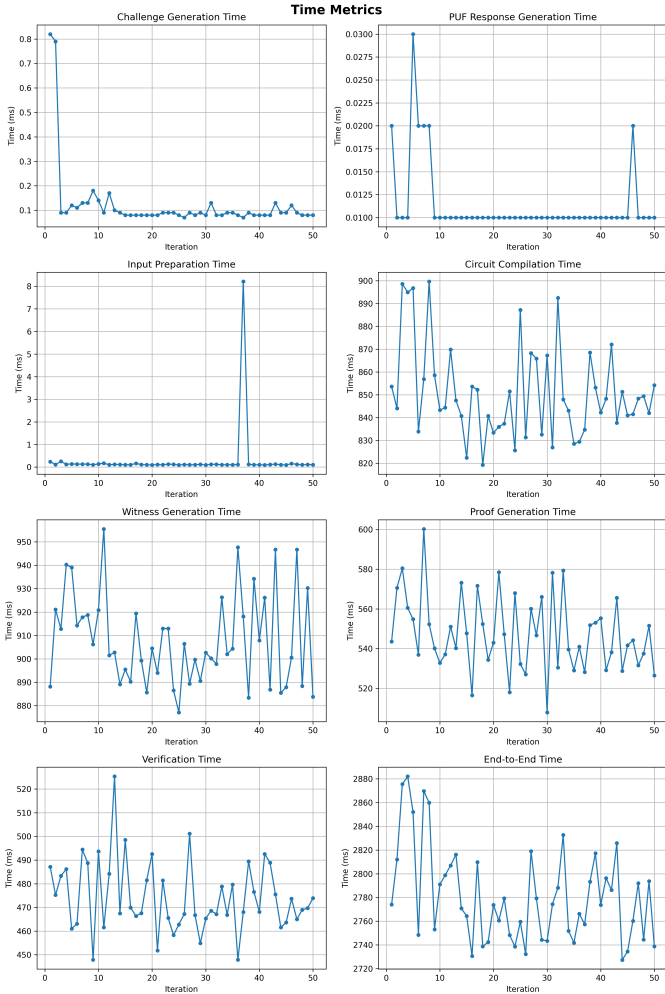 Time Metrics
Challenge Generation Time
Time (ms)
0.8
0.7
0.6
0.5
0.4
0.3
0.2
0.1
0 10 20 30 40 50
Iteration
PUF Response Generation Time
Time (ms)
0.0300
0.0275
0.0250
0.0225
0.0200
0.0175
0.0150
0.0125
0.0100
0 10 20 30 40 50
Iteration
Input Preparation Time
Time (ms)
8
7
6
5
4
3
2
1
0
0 10 20 30 40 50
Iteration
Circuit Compilation Time
Time (ms)
900
890
880
870
860
850
840
830
820
0 10 20 30 40 50
Iteration
Witness Generation Time
Time (ms)
950
940
930
920
910
900
890
880
0 10 20 30 40 50
Iteration
Proof Generation Time
Time (ms)
600
580
560
540
520
0 10 20 30 40 50
Iteration
Verification Time
Time (ms)
520
510
500
490
480
470
460
450
0 10 20 30 40 50
Iteration
End-to-End Time
Time (ms)
2880
2860
2840
2820
2800
2780
2760
2740
2720
0 10 20 30 40 50
Iteration